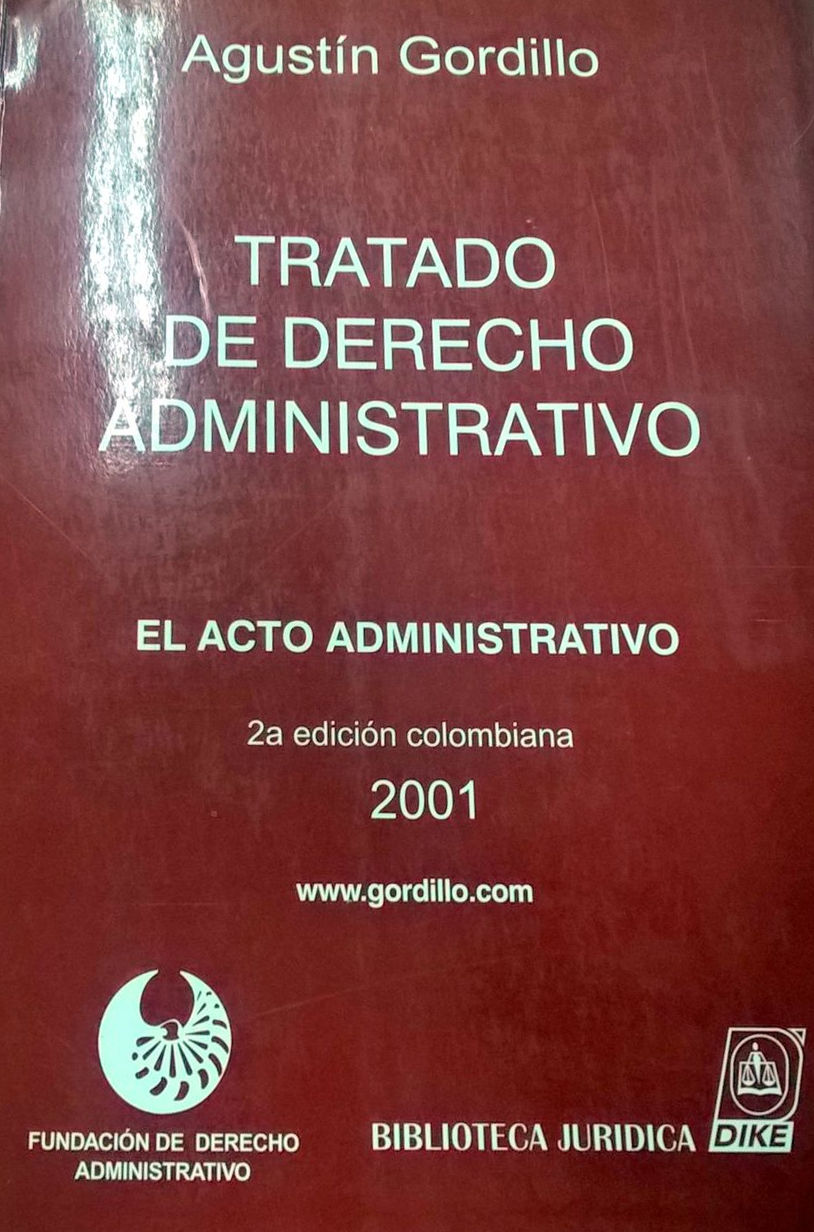 Agustín Gordillo
TRATADO
DE DERECHO
ADMINISTRATIVO
EL ACTO ADMINISTRATIVO
2a edición colombiana
2001
www.gordillo.com
FUNDACIÓN DE DERECHO
ADMINISTRATIVO
BIBLIOTECA JURIDICA
DIKE